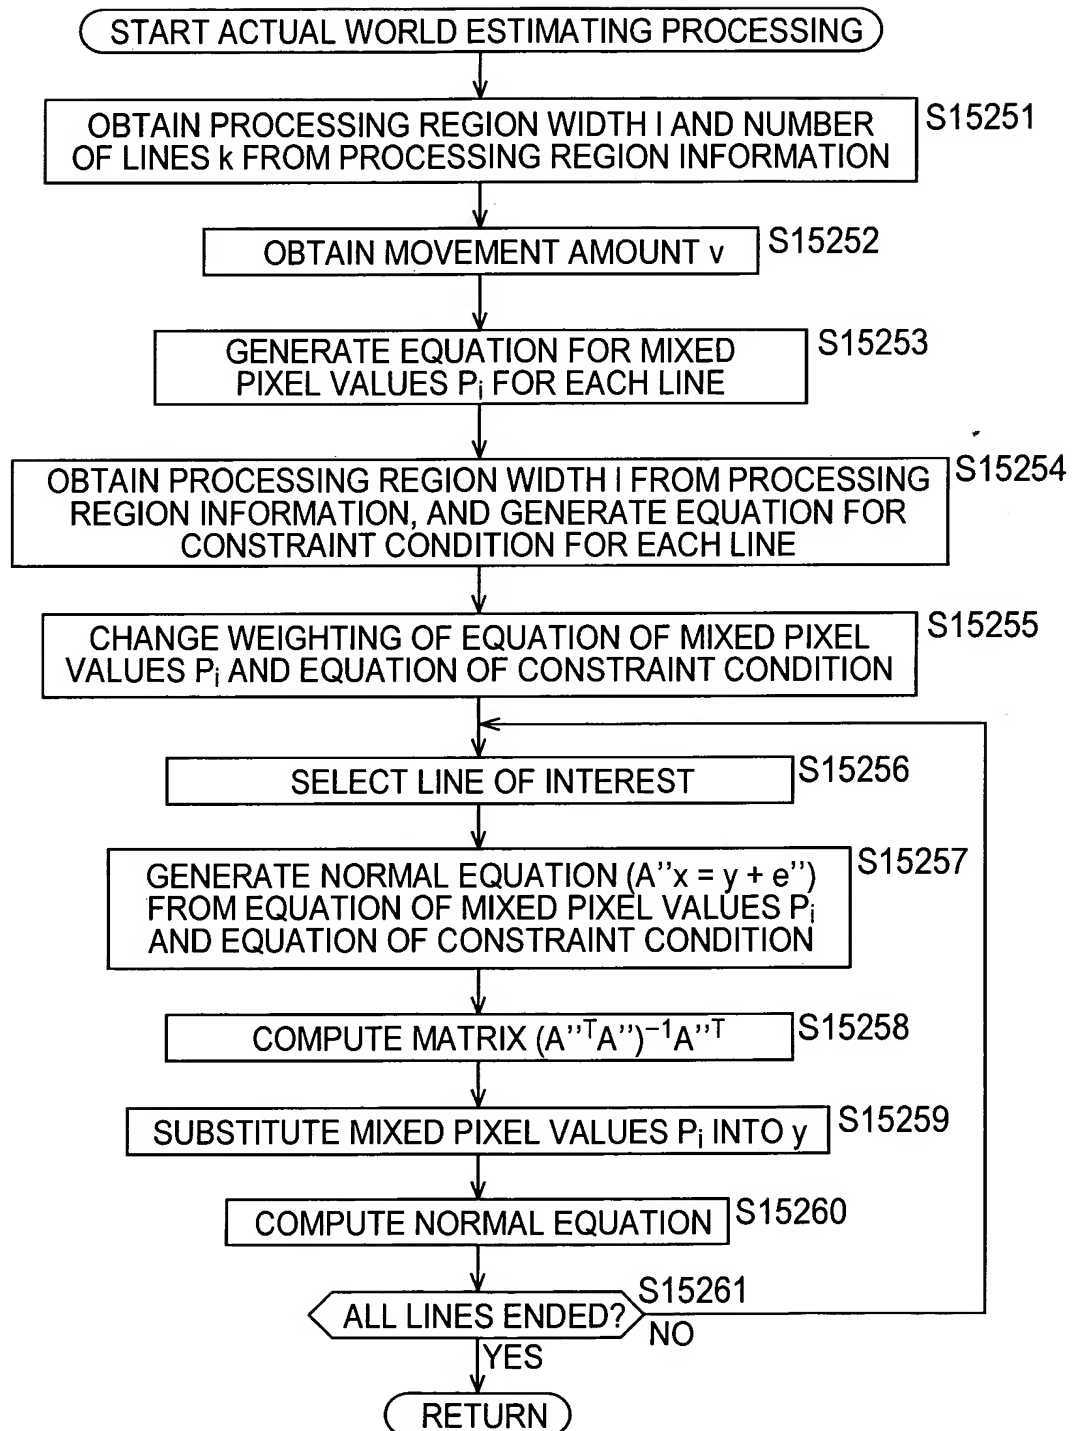 START ACTUAL WORLD ESTIMATING PROCESSING
OBTAIN PROCESSING REGION WIDTH l AND NUMBER
OF LINES k FROM PROCESSING REGION INFORMATION
S15251
OBTAIN MOVEMENT AMOUNT v
S15252
GENERATE EQUATION FOR MIXED
PIXEL VALUES Pi FOR EACH LINE
S15253
OBTAIN PROCESSING REGION WIDTH l FROM PROCESSING
REGION INFORMATION, AND GENERATE EQUATION FOR
CONSTRAINT CONDITION FOR EACH LINE
S15254
CHANGE WEIGHTING OF EQUATION OF MIXED PIXEL
VALUES Pi AND EQUATION OF CONSTRAINT CONDITION
S15255
SELECT LINE OF INTEREST
S15256
GENERATE NORMAL EQUATION (A’’x = y + e’’)
FROM EQUATION OF MIXED PIXEL VALUES Pi
AND EQUATION OF CONSTRAINT CONDITION
S15257
COMPUTE MATRIX (A’’ᵀA’’)⁻¹A’’ᵀ
S15258
SUBSTITUTE MIXED PIXEL VALUES Pi INTO y
S15259
COMPUTE NORMAL EQUATION
S15260
ALL LINES ENDED?
S15261
NO
YES
RETURN